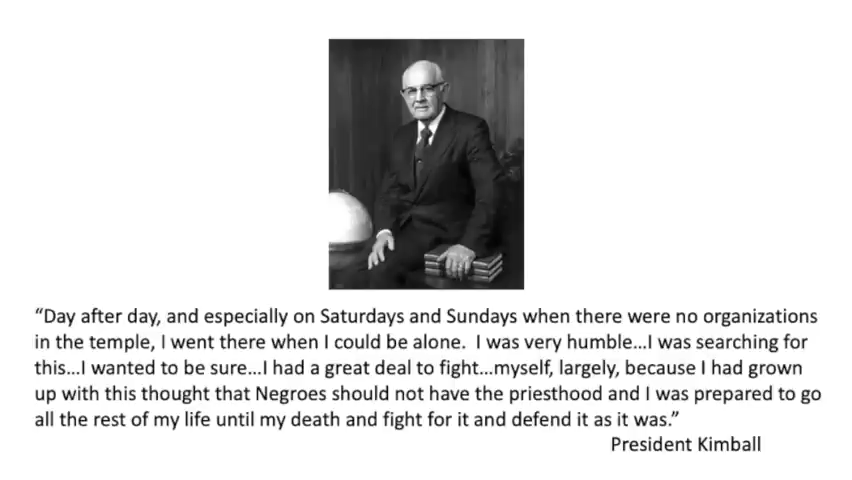 “Day after day, and especially on Saturdays and Sundays when there were no organizations
in the temple, I went there when I could be alone.  I was very humble…I was searching for
this…I wanted to be sure…I had a great deal to fight…myself, largely, because I had grown
up with this thought that Negroes should not have the priesthood and I was prepared to go
all the rest of my life until my death and fight for it and defend it as it was.”
President Kimball